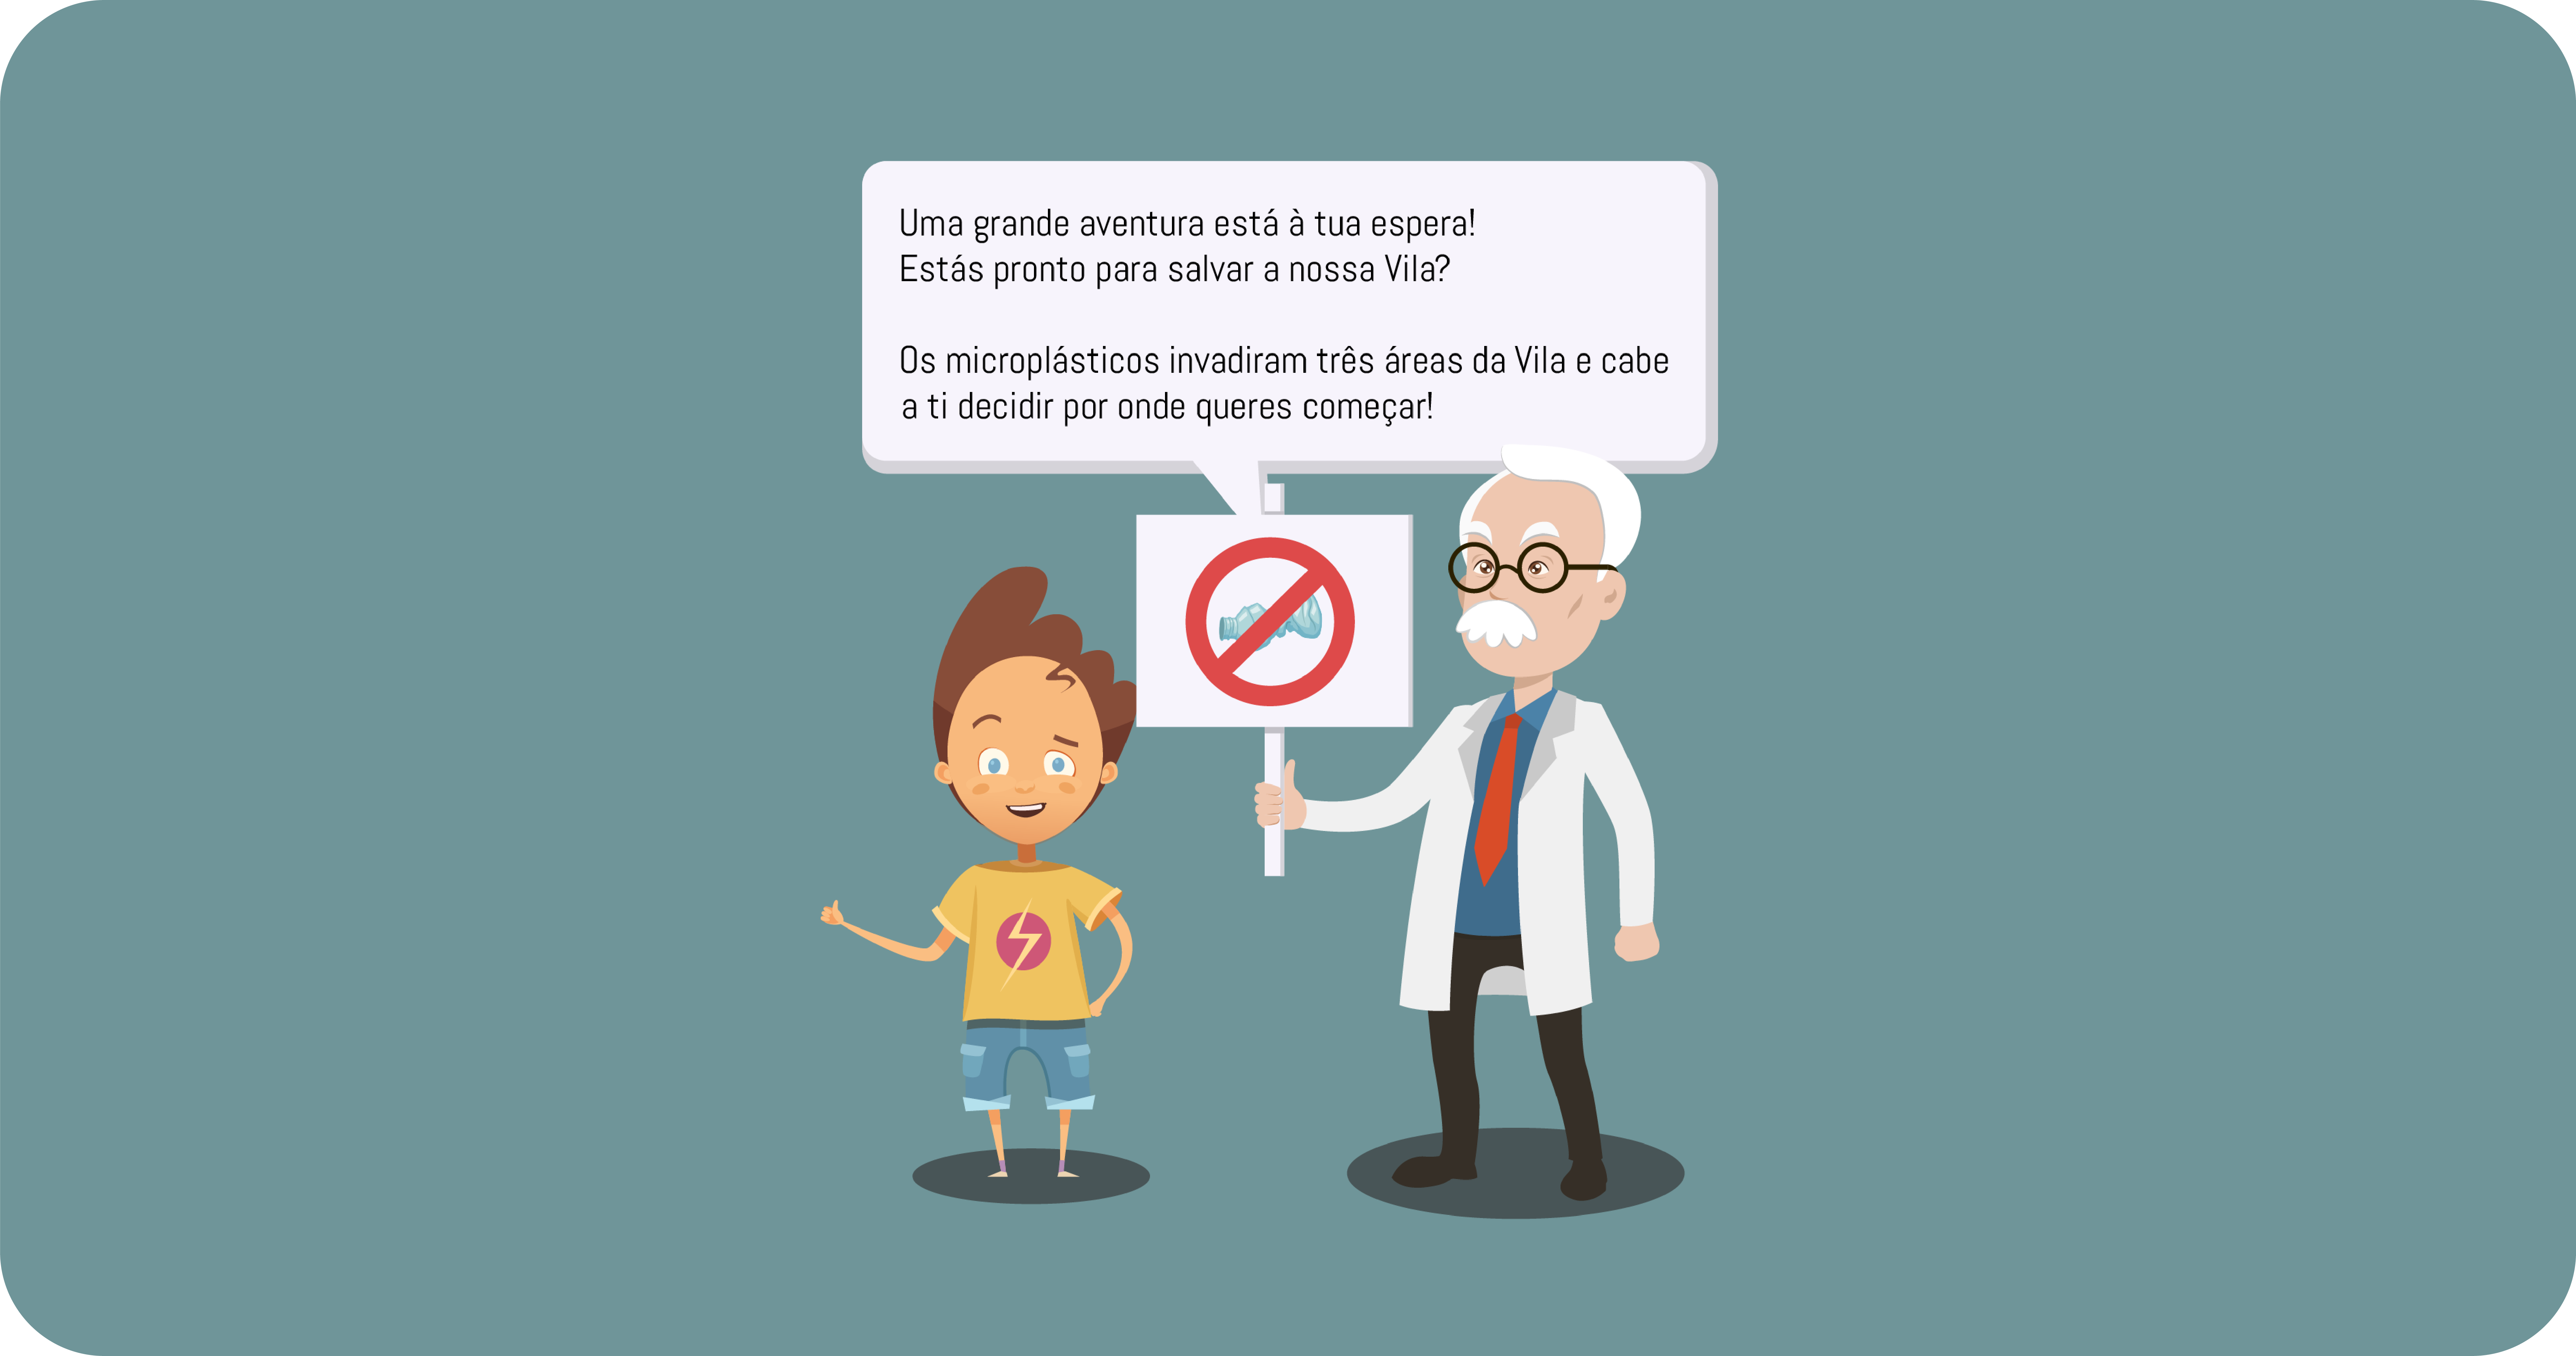 Uma grande aventura está à tua espera!
Estás pronto para salvar a nossa Vila?
Os microplásticos invadiram três áreas da Vila e cabe
a ti decidir por onde queres começar!